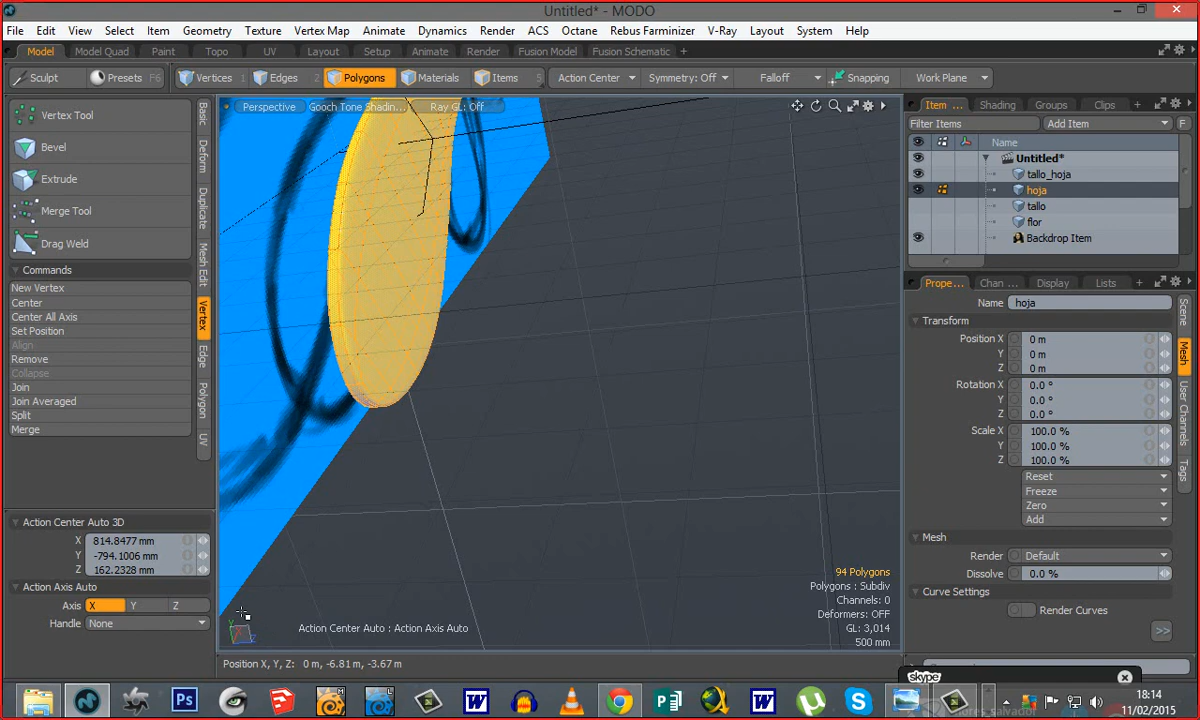 Untitled* - MODO
File Edit View Select Item Geometry Texture Vertex Map Animate Dynamics Render ACS Octane Rebus Farminizer V-Ray Layout System Help
Model Model Quad Paint Topo UV Layout Setup Animate Render Fusion Model Fusion Schematic +
Sculpt Presets F6 Vertices 1 Edges 2 Polygons Materials Items 5 Action Center Symmetry: Off Falloff Snapping Work Plane
Vertex Tool
Bevel
Extrude
Merge Tool
Drag Weld
Commands
New Vertex
Center
Center All Axis
Set Position
Align
Remove
Collapse
Join
Join Averaged
Split
Merge
Basic
Deform
Duplicate
Mesh Edit
Vertex
Edge
Polygon
UV
Action Center Auto 3D
X 814.8477 mm
Y -794.1006 mm
Z 162.2328 mm
Action Axis Auto
Axis X Y Z
Handle None
Perspective Gooch Tone Shadin... Ray GL: Off
94 Polygons
Polygons : Subdiv
Channels: 0
Deformers: OFF
GL: 3,014
500 mm
Action Center Auto : Action Axis Auto
Position X, Y, Z: 0 m, -6.81 m, -3.67 m
Item ... Shading Groups Clips +
Filter Items Add Item F
Name
Untitled*
tallo_hoja
hoja
tallo
flor
Backdrop Item
Prope... Chan ... Display Lists +
Name hoja
Transform
Position X 0 m
Y 0 m
Z 0 m
Rotation X 0.0 °
Y 0.0 °
Z 0.0 °
Scale X 100.0 %
Y 100.0 %
Z 100.0 %
Reset
Freeze
Zero
Add
Mesh
Render Default
Dissolve 0.0 %
Curve Settings
Render Curves
>>
Scene
Mesh
User Channels
Tags
skype
18:14
11/02/2015